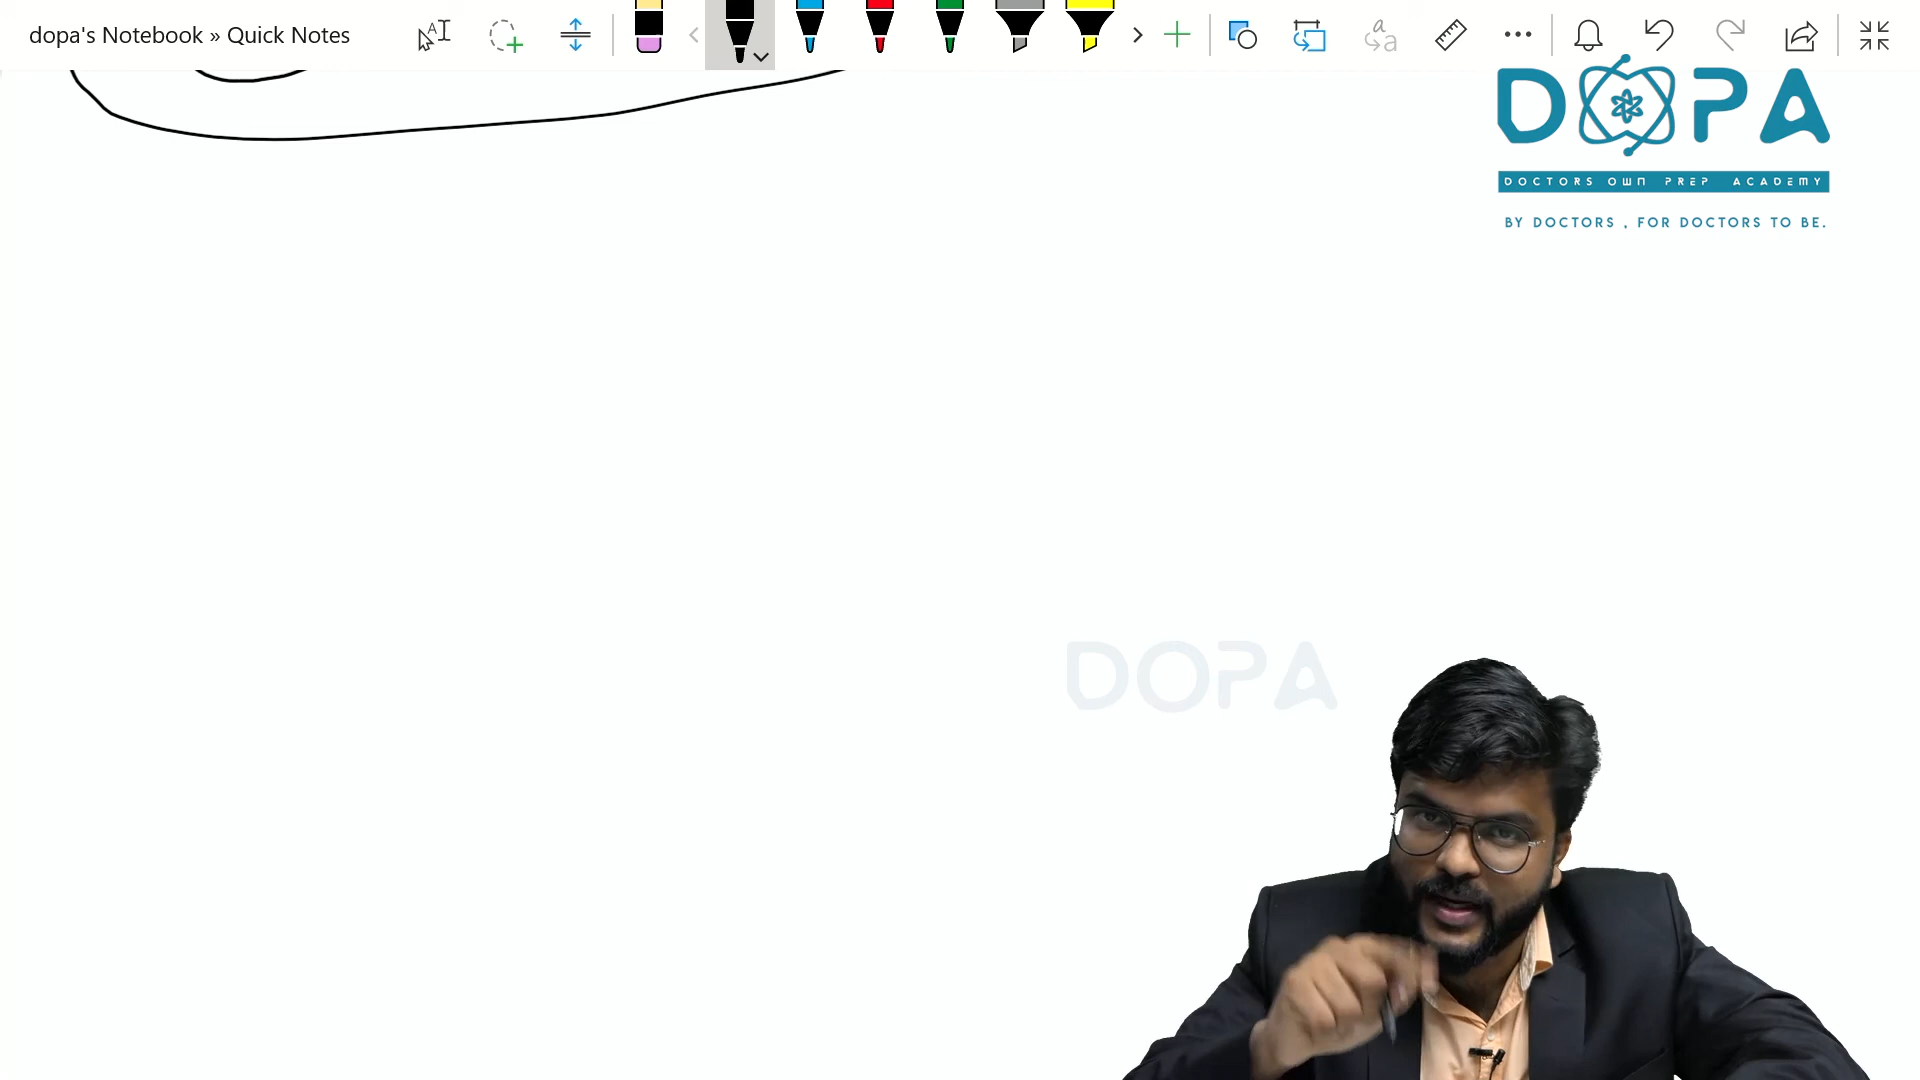 dopa's Notebook » Quick Notes
DOPA
DOCTORS OWN PREP ACADEMY
BY DOCTORS , FOR DOCTORS TO BE.
DOPA